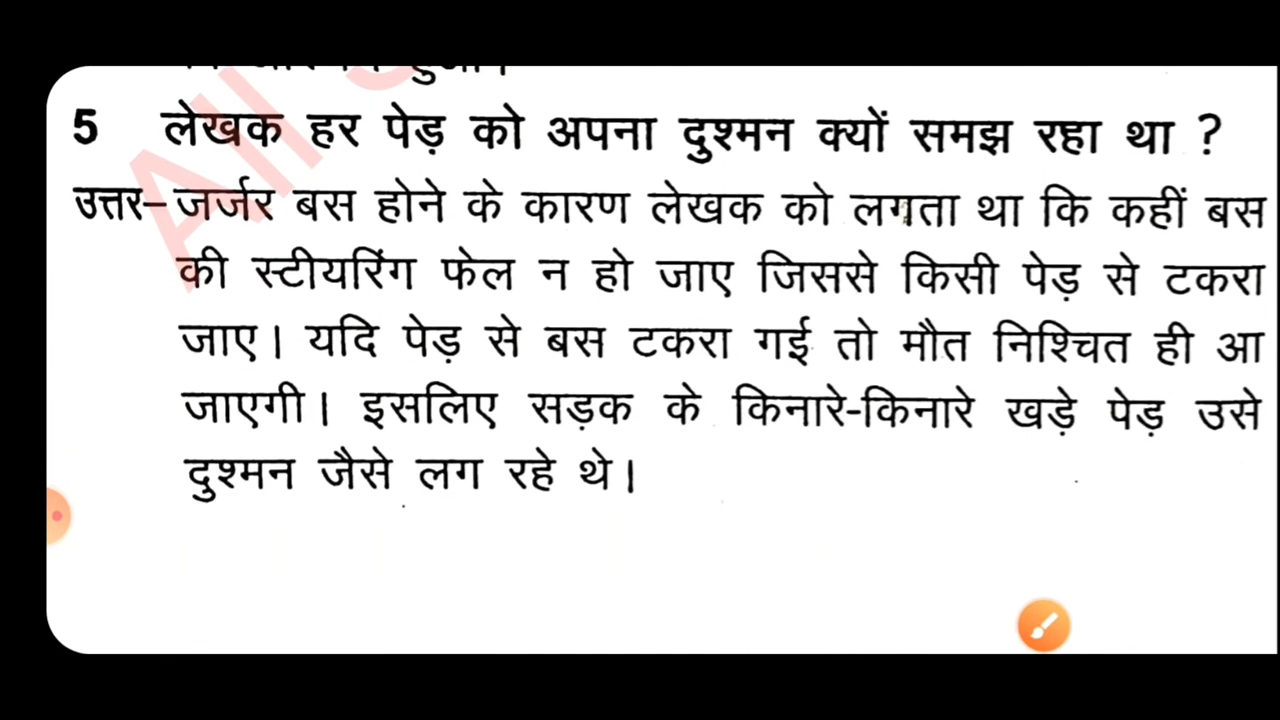 5 लेखक हर पेड़ को अपना दुश्मन क्यों समझ रहा था ?
उत्तर– जर्जर बस होने के कारण लेखक को लगता था कि कहीं बस
की स्टीयरिंग फेल न हो जाए जिससे किसी पेड़ से टकरा
जाए। यदि पेड़ से बस टकरा गई तो मौत निश्चित ही आ
जाएगी। इसलिए सड़क के किनारे-किनारे खड़े पेड़ उसे
दुश्मन जैसे लग रहे थे।